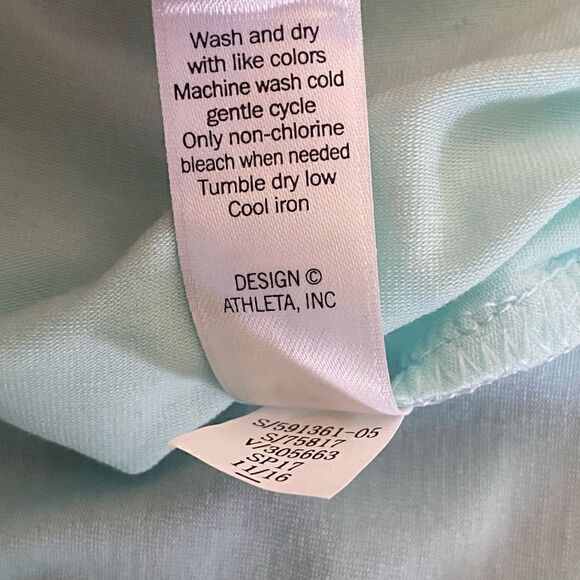 Wash and dry
with like colors
Machine wash cold
gentle cycle
Only non-chlorine
bleach when needed
Tumble dry low
Cool iron
DESIGN ©
ATHLETA, INC
S/591361-05
S/75817
V/305663
SP17
11/16